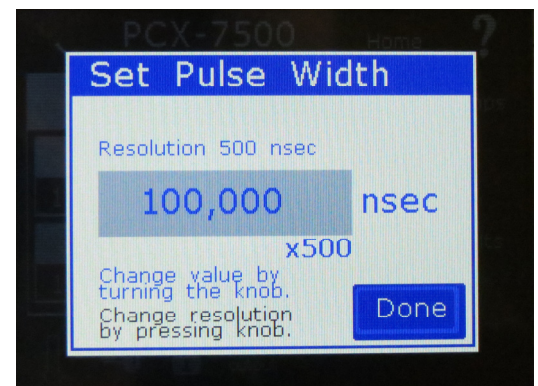 PCX-7500
Home
?
Set Pulse Width
Resolution 500 nsec
100,000 nsec
x500
Change value by
turning the knob.
Change resolution
by pressing knob.
Done